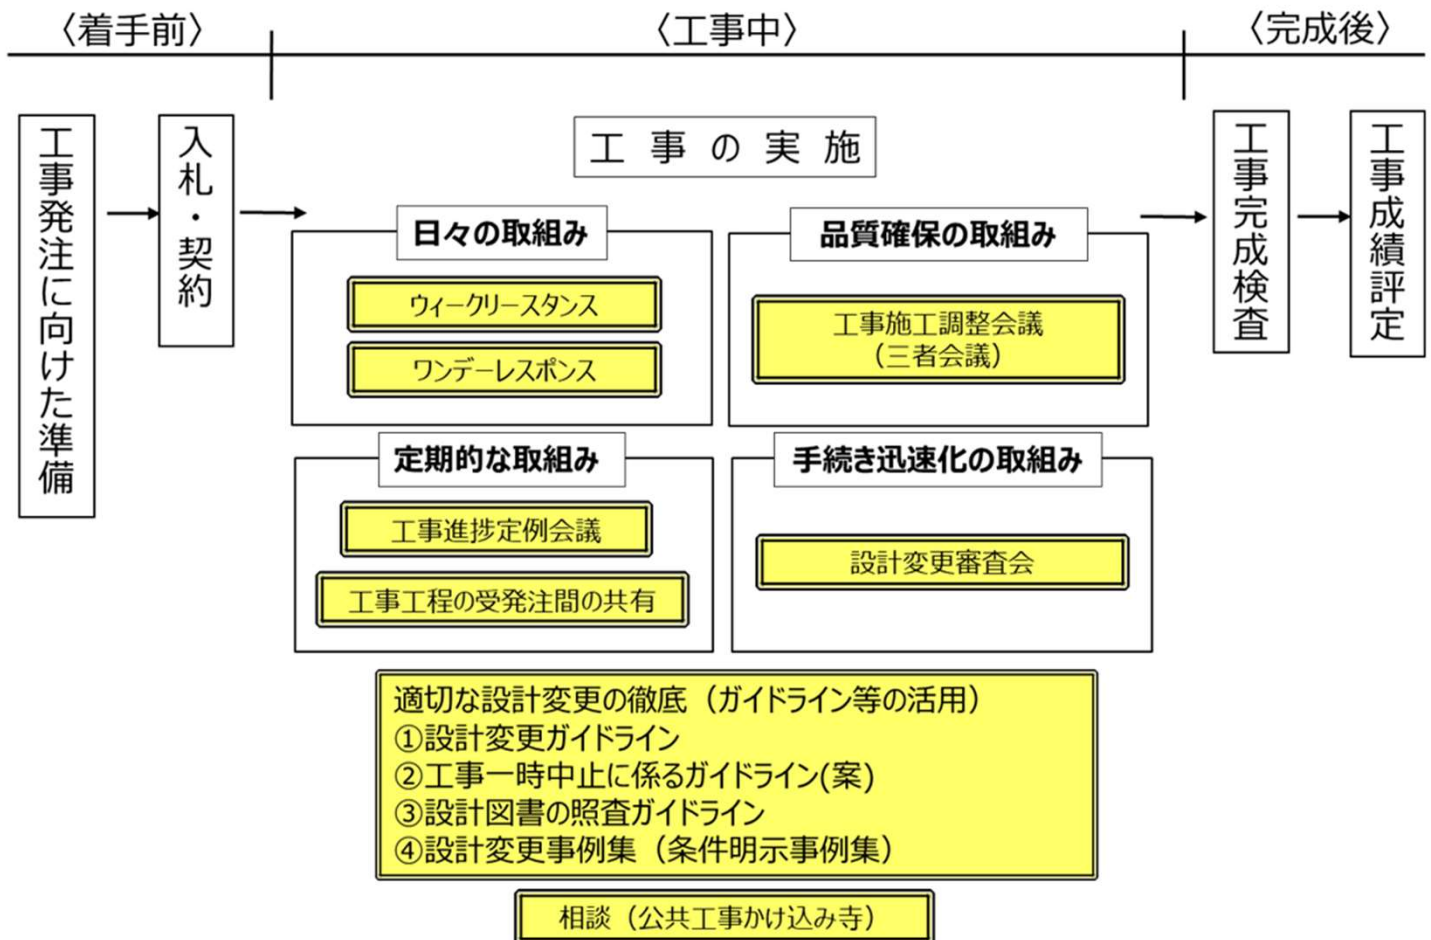 〈着手前〉
〈工事中〉
〈完成後〉
工事発注に向けた準備
入札・契約
工事の実施
日々の取組み
ウィークリースタンス
ワンデーレスポンス
品質確保の取組み
工事施工調整会議
（三者会議）
定期的な取組み
工事進捗定例会議
工事工程の受発注間の共有
手続き迅速化の取組み
設計変更審査会
適切な設計変更の徹底（ガイドライン等の活用）
①設計変更ガイドライン
②工事一時中止に係るガイドライン(案)
③設計図書の照査ガイドライン
④設計変更事例集（条件明示事例集）
相談（公共工事かけ込み寺）
工事完成検査
工事成績評定